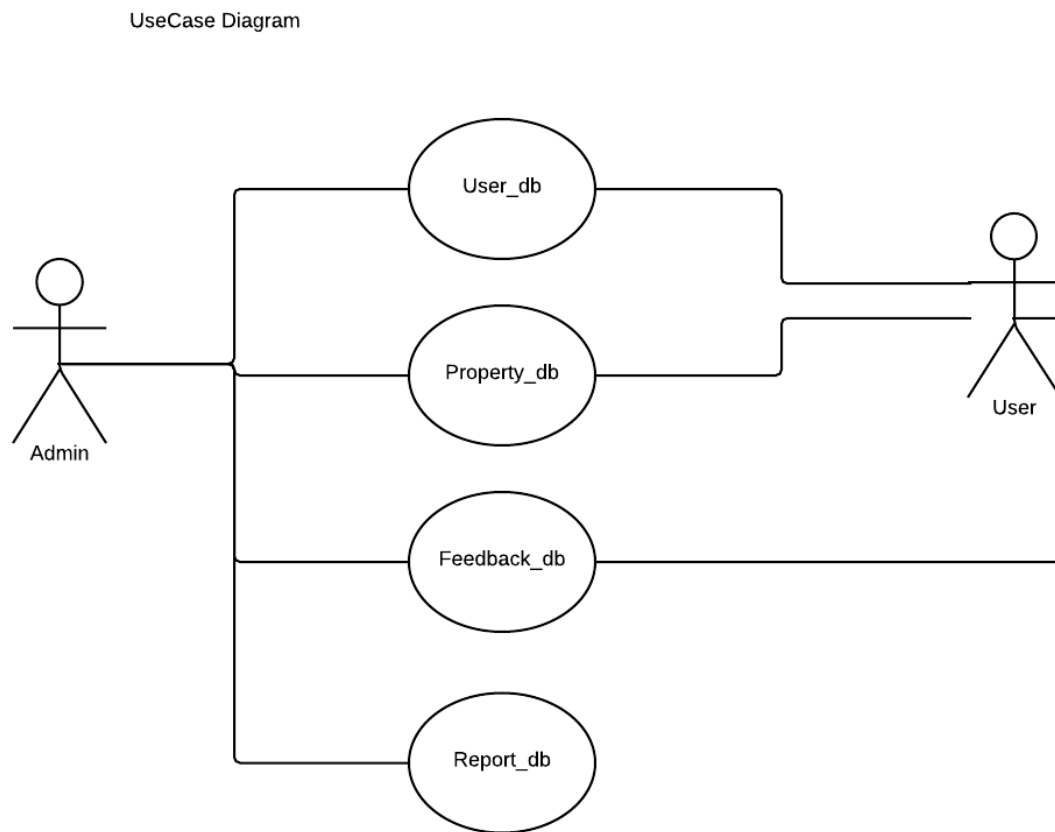 UseCase Diagram
User_db
Property_db
User
Admin
Feedback_db
Report_db